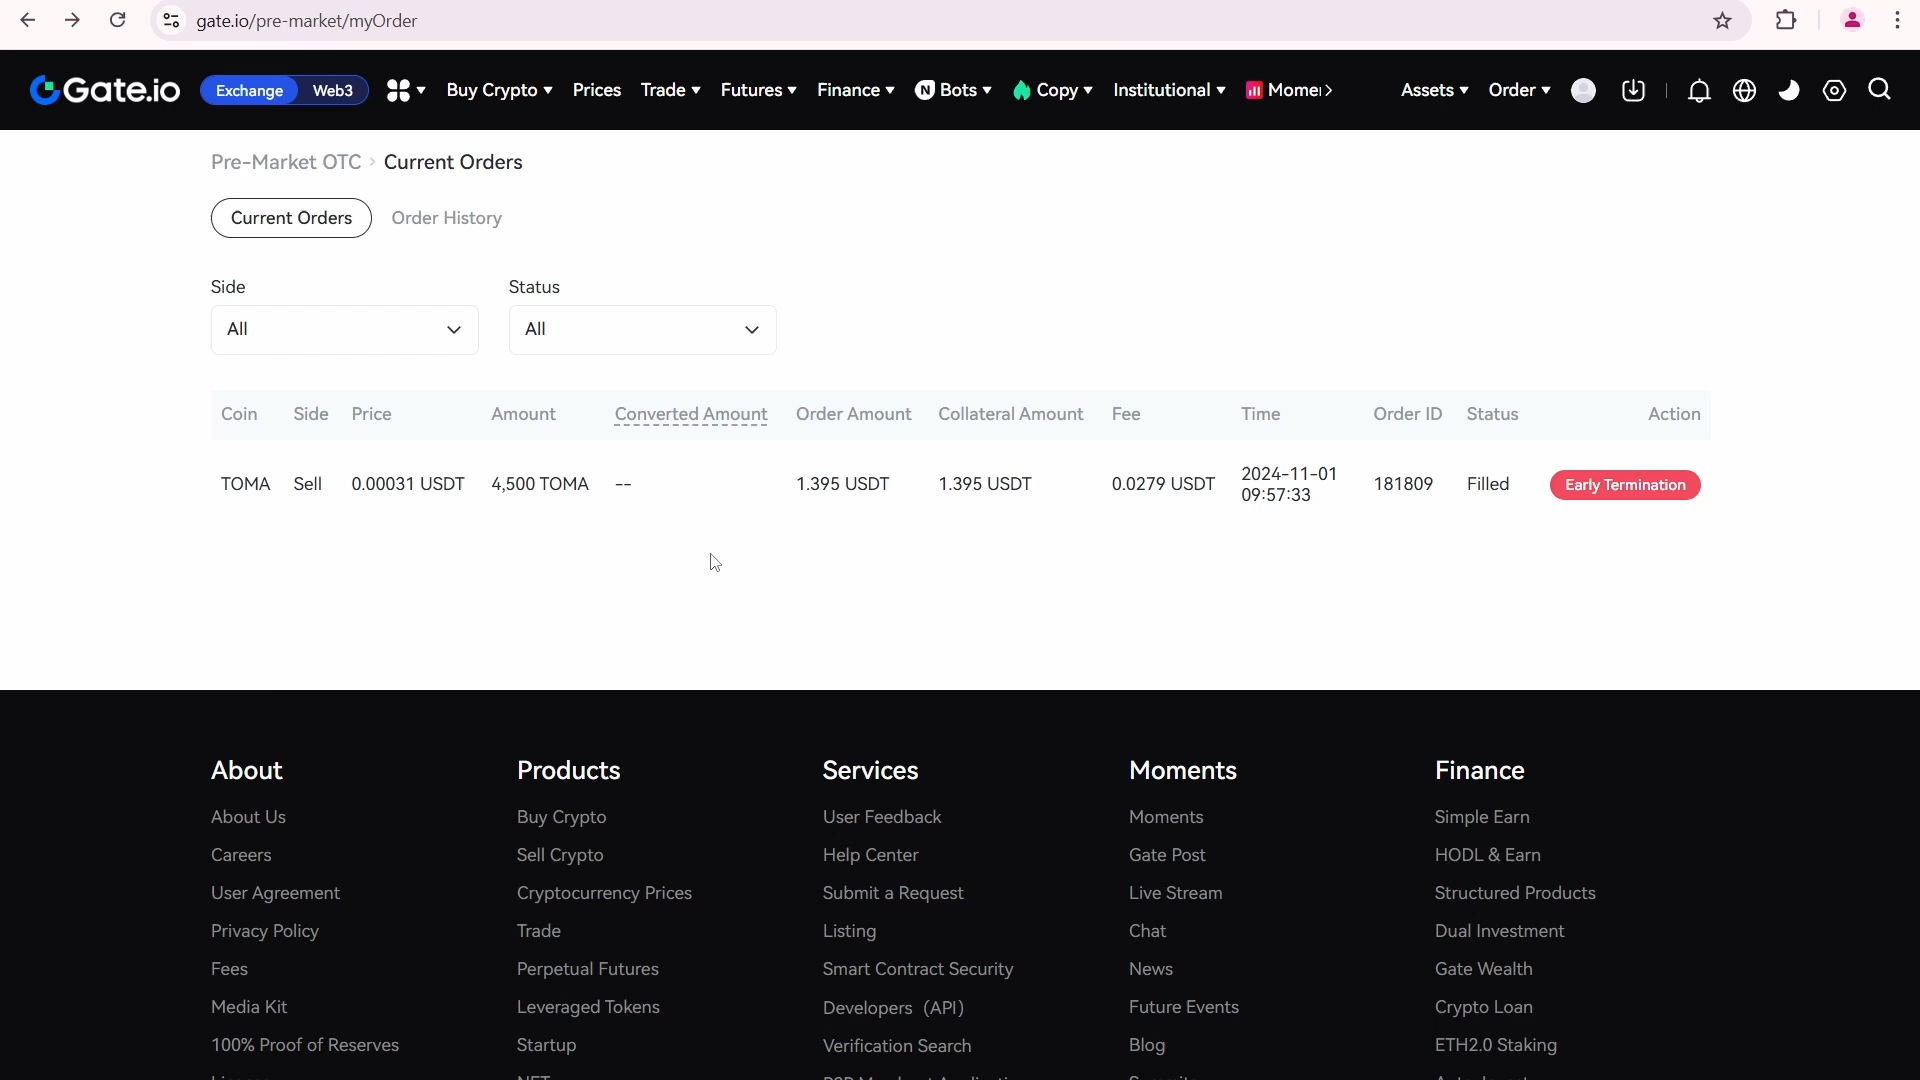 gate.io/pre-market/myOrder
Gate.io Exchange Web3 Buy Crypto Prices Trade Futures Finance Bots Copy Institutional Assets Order
Pre-Market OTC > Current Orders
Current Orders Order History
Side Status
All All
Coin Side Price Amount Converted Amount Order Amount Collateral Amount Fee Time Order ID Status Action
TOMA Sell 0.00031 USDT 4,500 TOMA -- 1.395 USDT 1.395 USDT 0.0279 USDT 2024-11-01 09:57:33 181809 Filled Early Termination
About Products Services Moments Finance
About Us Buy Crypto User Feedback Moments Simple Earn
Careers Sell Crypto Help Center Gate Post HODL & Earn
User Agreement Cryptocurrency Prices Submit a Request Live Stream Structured Products
Privacy Policy Trade Listing Chat Dual Investment
Fees Perpetual Futures Smart Contract Security News Gate Wealth
Media Kit Leveraged Tokens Developers (API) Future Events Crypto Loan
100% Proof of Reserves Startup Verification Search Blog ETH2.0 Staking